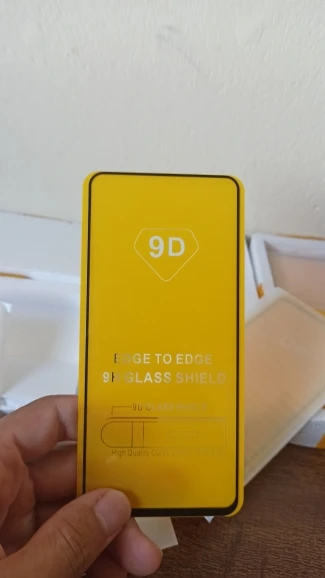 9D
EDGE TO EDGE
9H GLASS SHIELD
High Quality